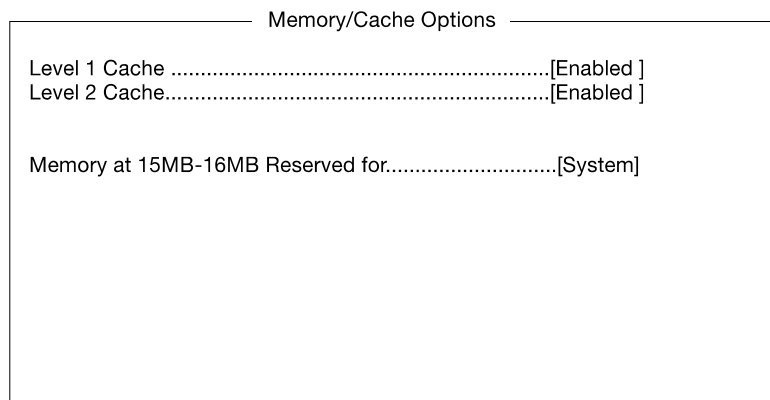 Memory/Cache Options
Level 1 Cache ................................................................[Enabled ]
Level 2 Cache.................................................................[Enabled ]
Memory at 15MB-16MB Reserved for.............................[System]